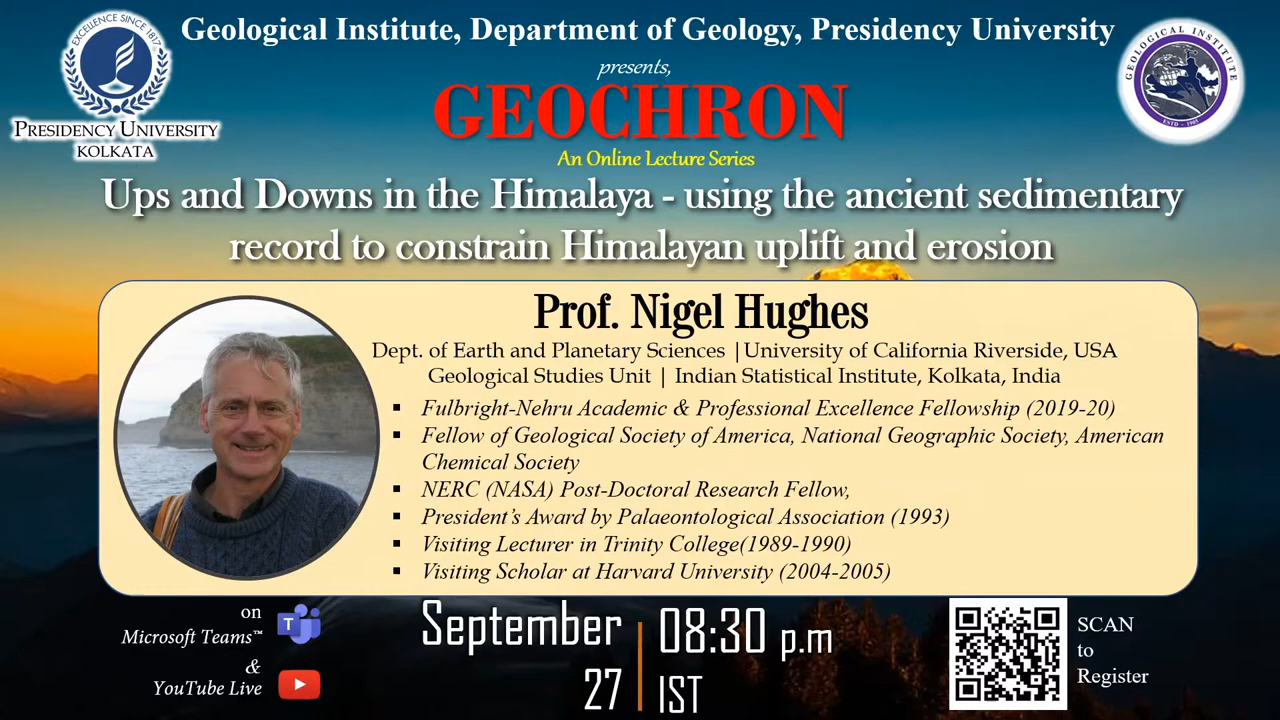 Geological Institute, Department of Geology, Presidency University
presents,
GEOCHRON
An Online Lecture Series
EXCELLENCE SINCE 1817
PRESIDENCY UNIVERSITY
KOLKATA
GEOLOGICAL INSTITUTE
ESTD - 1905
Ups and Downs in the Himalaya - using the ancient sedimentary
record to constrain Himalayan uplift and erosion
Prof. Nigel Hughes
Dept. of Earth and Planetary Sciences |University of California Riverside, USA
Geological Studies Unit | Indian Statistical Institute, Kolkata, India
▪ Fulbright-Nehru Academic & Professional Excellence Fellowship (2019-20)
▪ Fellow of Geological Society of America, National Geographic Society, American
Chemical Society
▪ NERC (NASA) Post-Doctoral Research Fellow,
▪ President's Award by Palaeontological Association (1993)
▪ Visiting Lecturer in Trinity College(1989-1990)
▪ Visiting Scholar at Harvard University (2004-2005)
on
Microsoft Teams™
&
YouTube Live
T
September
27
08:30 p.m
IST
SCAN
to
Register